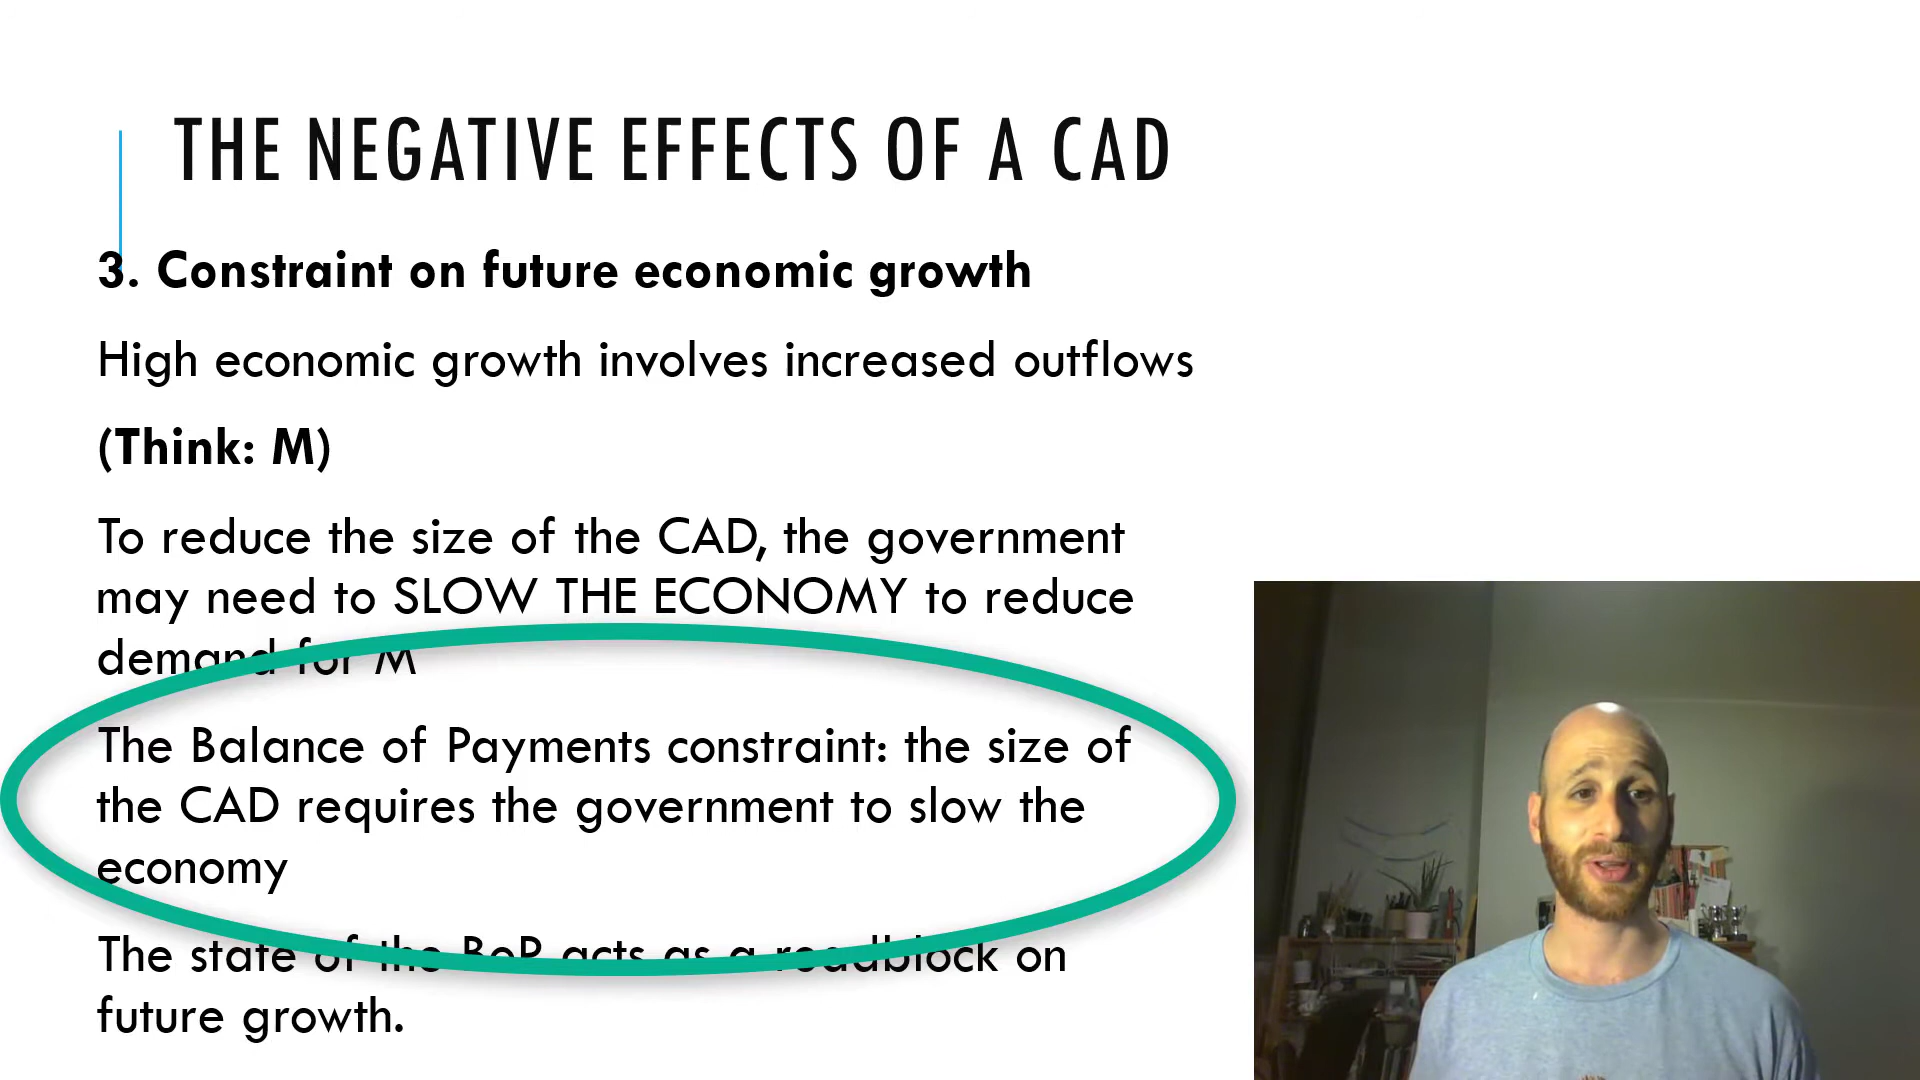 THE NEGATIVE EFFECTS OF A CAD
3. Constraint on future economic growth
High economic growth involves increased outflows
(Think: M)
To reduce the size of the CAD, the government
may need to SLOW THE ECONOMY to reduce
demand for M
The Balance of Payments constraint: the size of
the CAD requires the government to slow the
economy
The state of the BoP acts as a roadblock on
future growth.